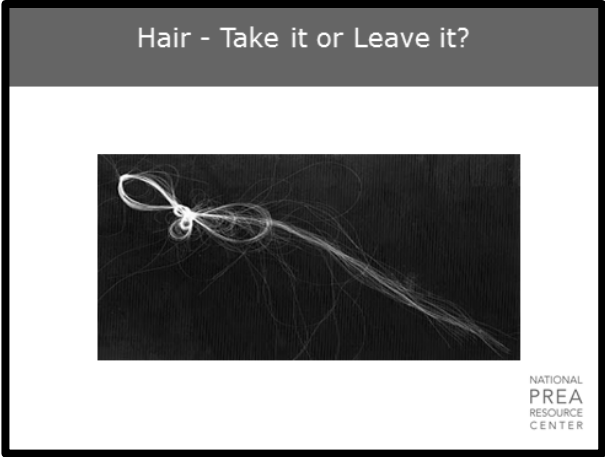 Hair - Take it or Leave it?
NATIONAL
PREA
RESOURCE
CENTER